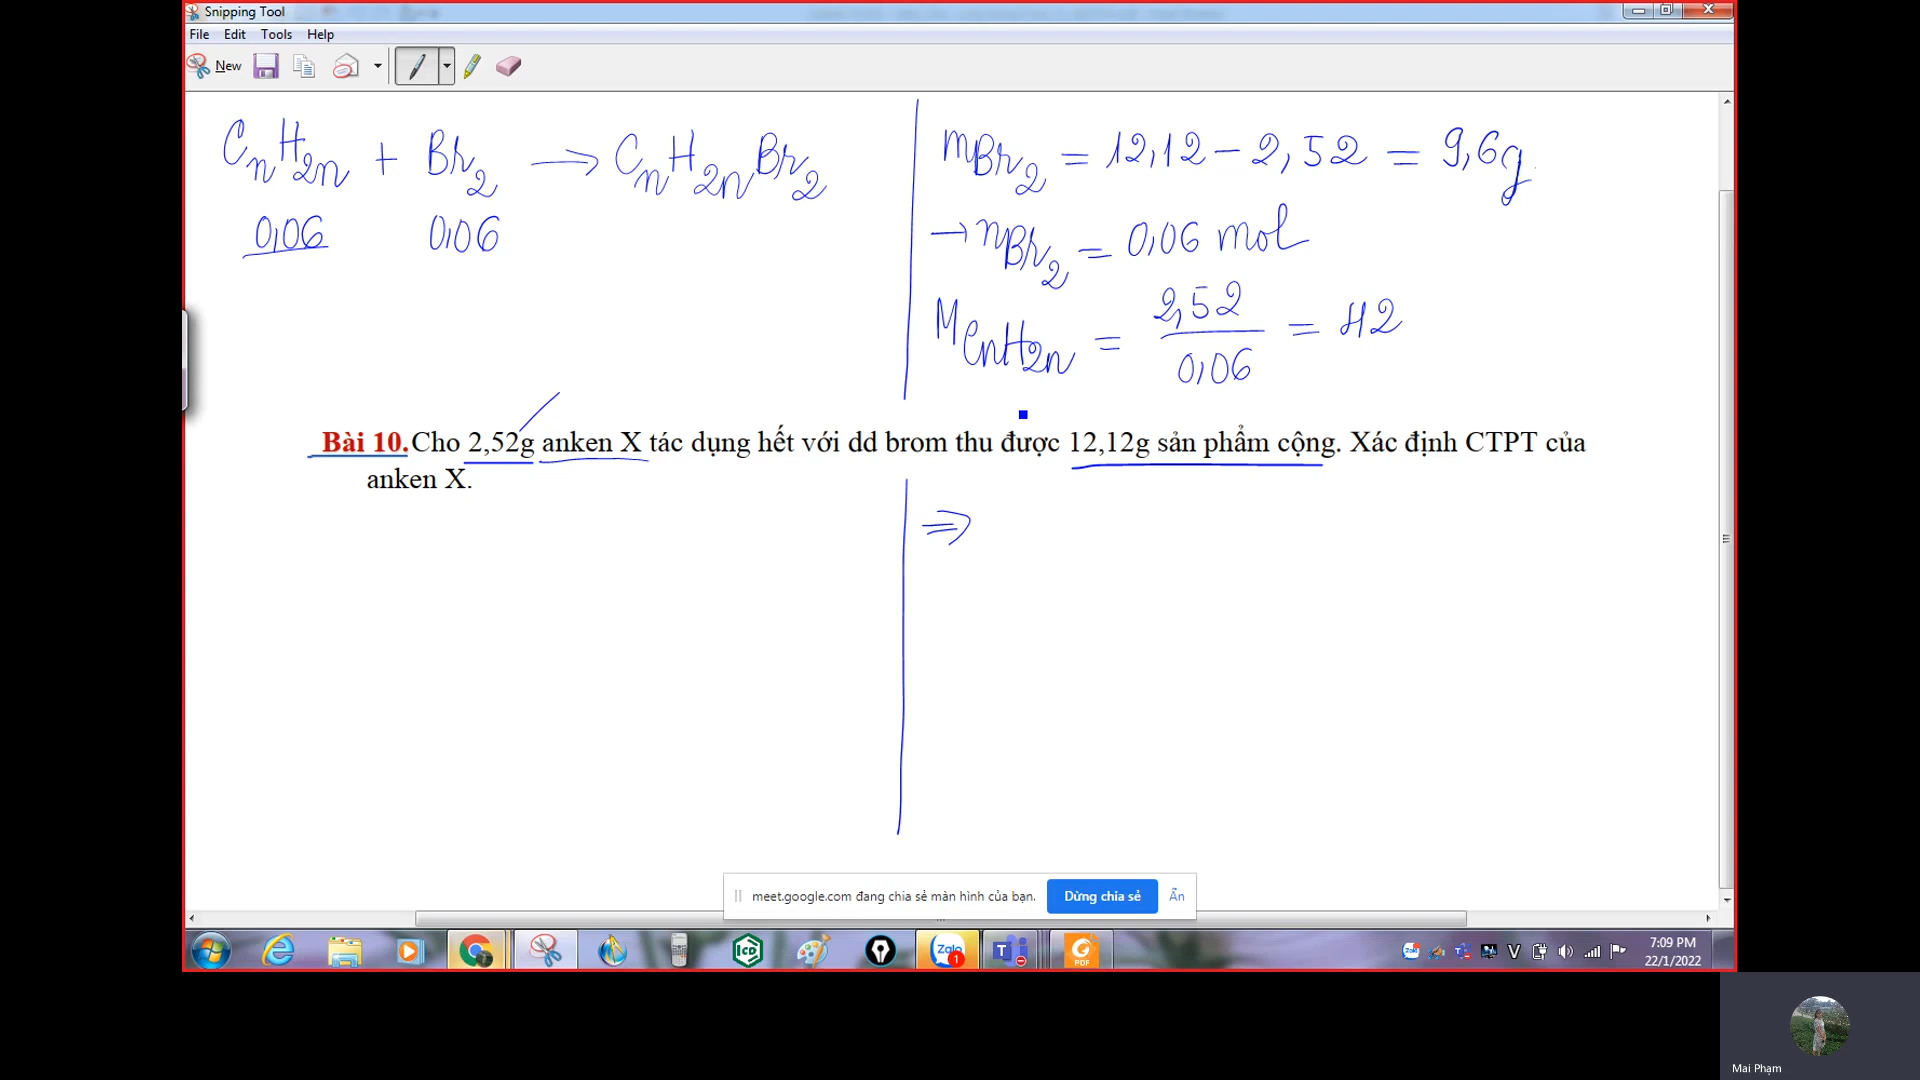 Snipping Tool
File Edit Tools Help
New
CnH2n + Br2 → CnH2nBr2
0,06 0,06
mBr2 = 12,12 - 2,52 = 9,6g
→ nBr2 = 0,06 mol
MCnH2n = 2,52 / 0,06 = 42
Bài 10. Cho 2,52g anken X tác dụng hết với dd brom thu được 12,12g sản phẩm cộng. Xác định CTPT của
anken X.
⇒
meet.google.com đang chia sẻ màn hình của bạn. Dừng chia sẻ Ẩn
Zalo 1
7:09 PM
22/1/2022
Mai Phạm